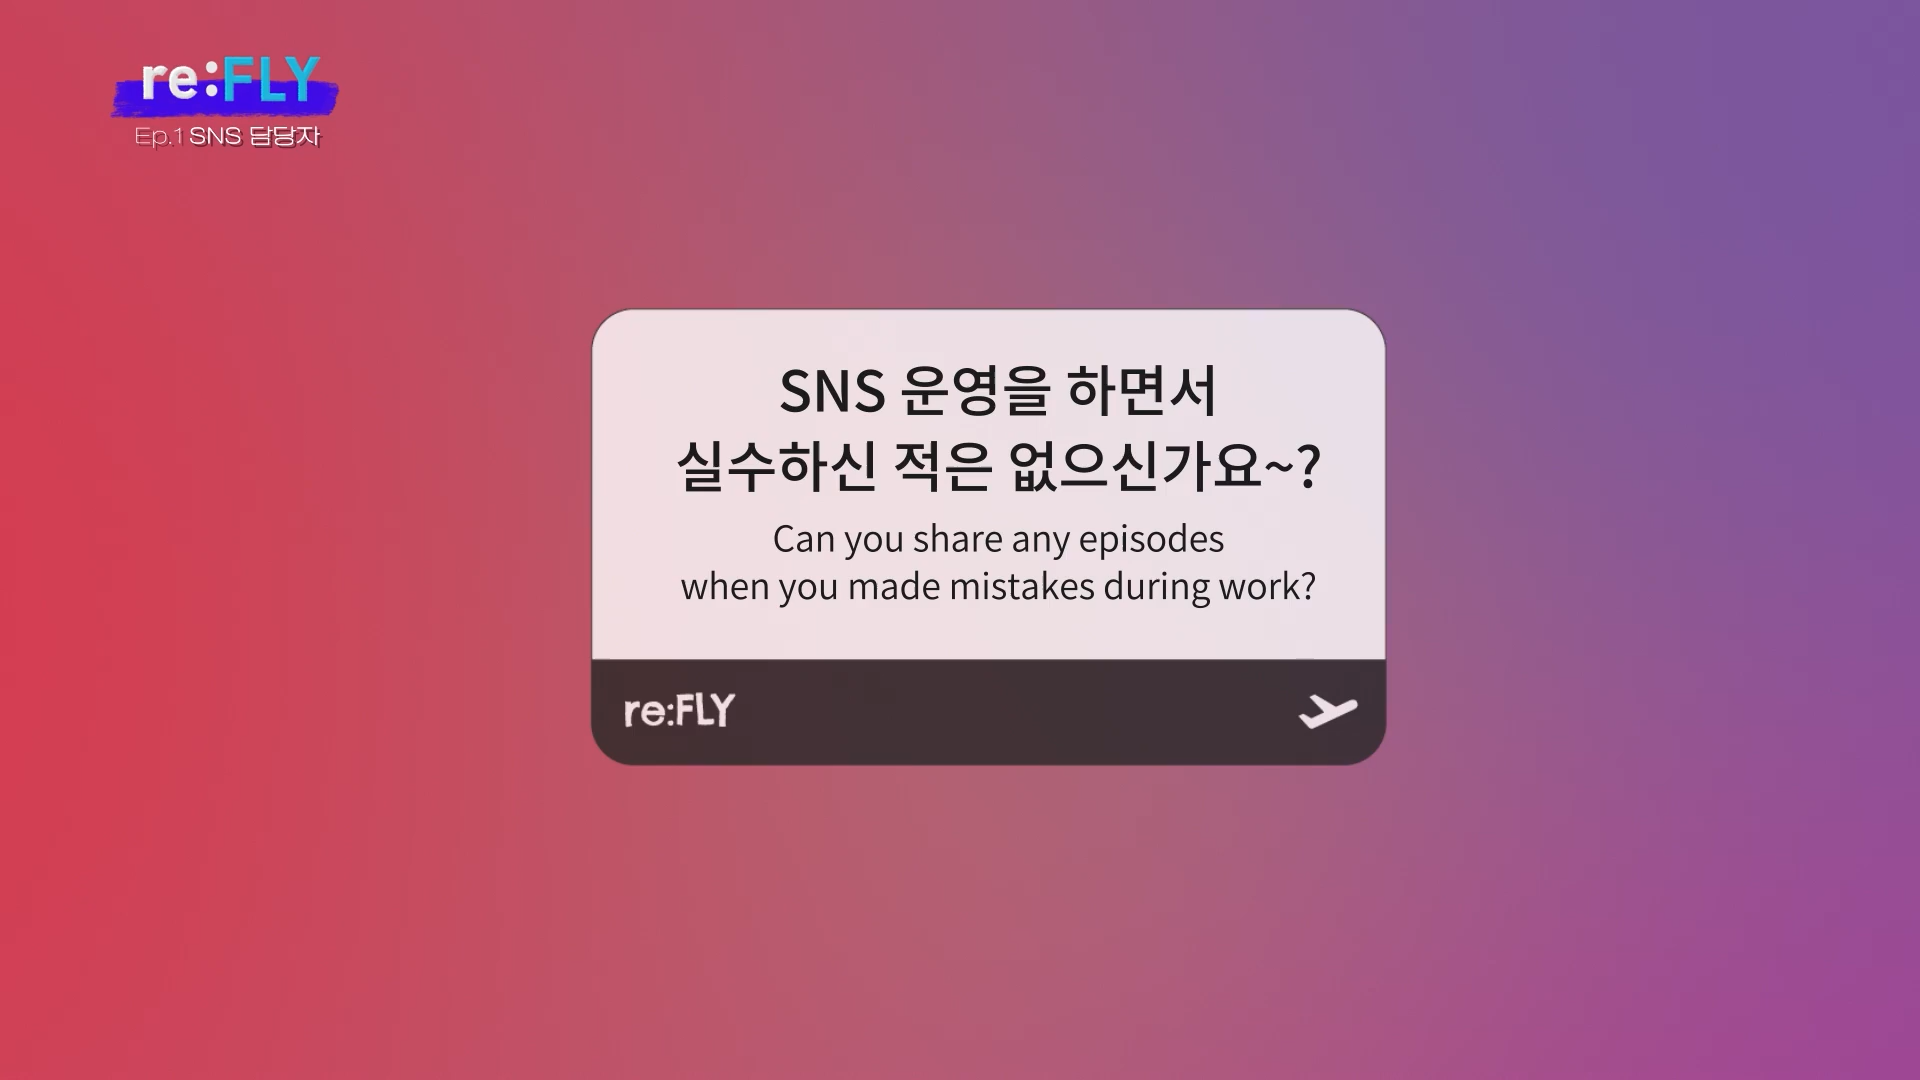 re:FLY
Ep.1 SNS 담당자
SNS 운영을 하면서
실수하신 적은 없으신가요~?
Can you share any episodes
when you made mistakes during work?
re:FLY